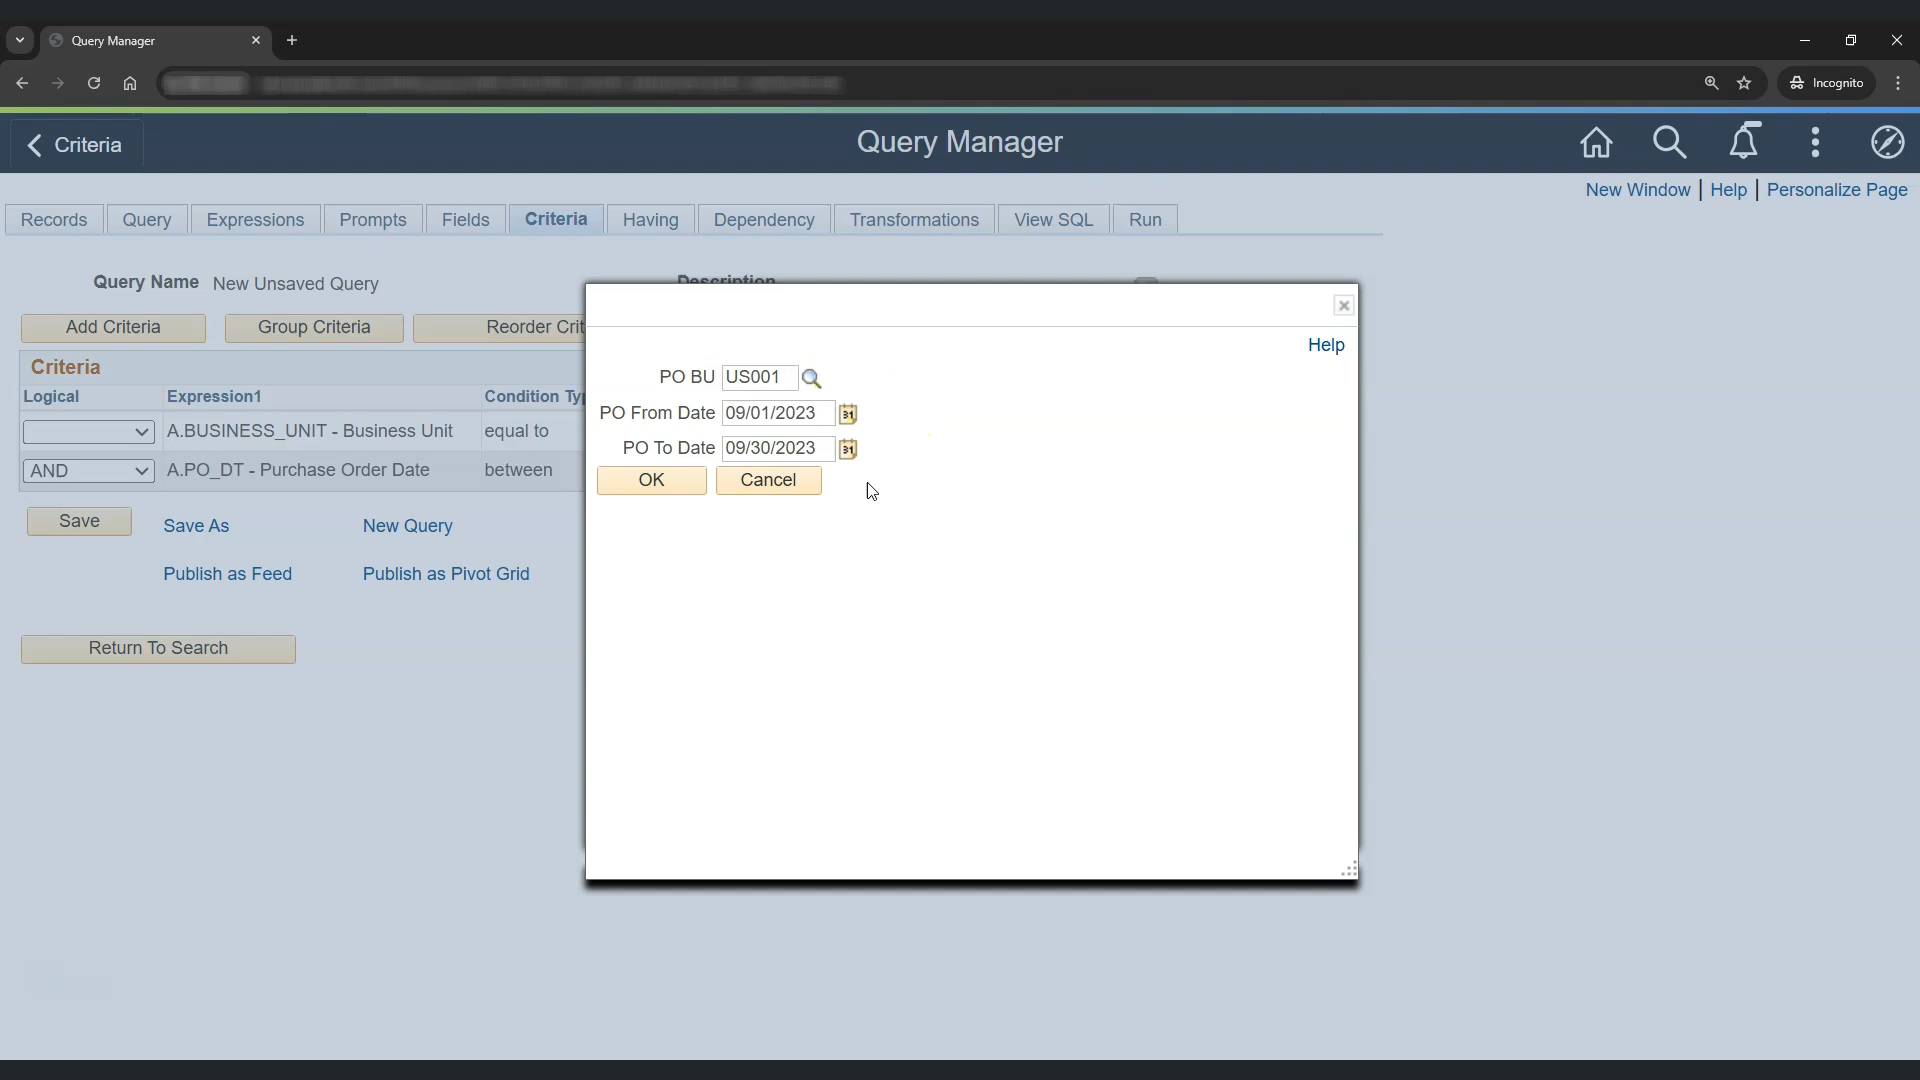 Query Manager
Incognito
Criteria
Query Manager
New Window | Help | Personalize Page
Records Query Expressions Prompts Fields Criteria Having Dependency Transformations View SQL Run
Query Name New Unsaved Query
Description
Add Criteria Group Criteria Reorder Crit
Criteria
Logical Expression1 Condition Ty
A.BUSINESS_UNIT - Business Unit equal to
AND A.PO_DT - Purchase Order Date between
Save Save As New Query
Publish as Feed Publish as Pivot Grid
Return To Search
Help
PO BU US001
PO From Date 09/01/2023 31
PO To Date 09/30/2023 31
OK Cancel